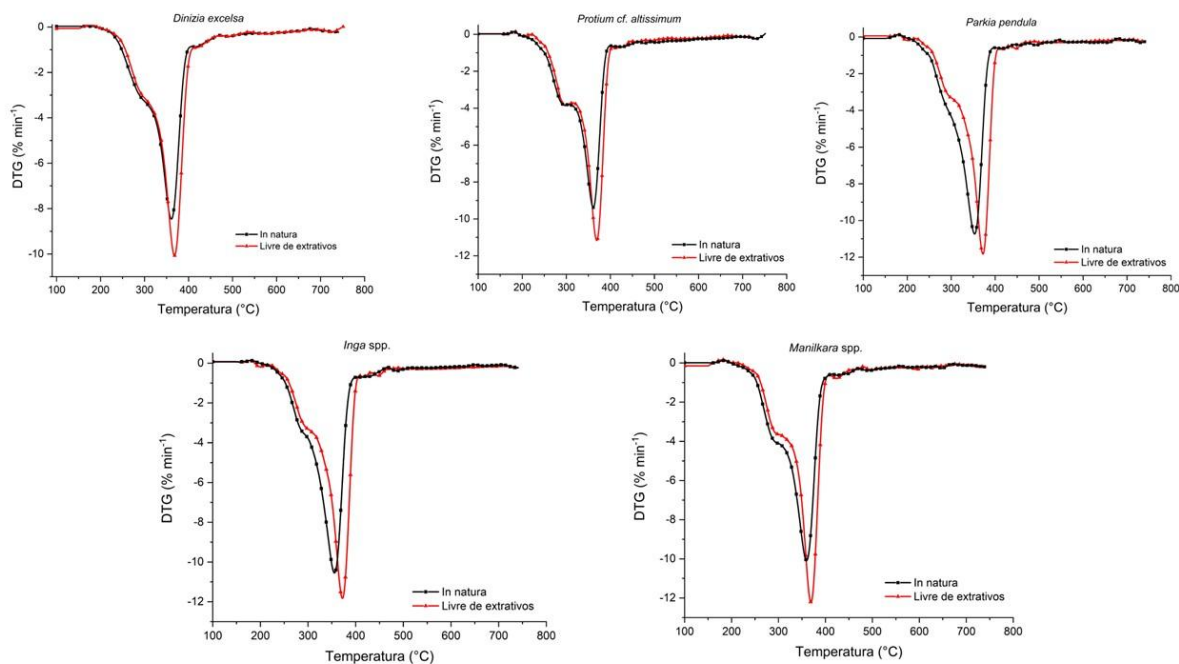 Dinizia excelsa
0
-2
-4
-6
-8
-10
DTG (% min⁻¹)
In natura
Livre de extrativos
100 200 300 400 500 600 700 800
Temperatura (°C)
Protium cf. altissimum
0
-2
-4
-6
-8
-10
-12
DTG (% min⁻¹)
In natura
Livre de extrativos
100 200 300 400 500 600 700 800
Temperatura (°C)
Parkia pendula
0
-2
-4
-6
-8
-10
-12
DTG (% min⁻¹)
In natura
Livre de extrativos
100 200 300 400 500 600 700 800
Temperatura (°C)
Inga spp.
0
-2
-4
-6
-8
-10
-12
DTG (% min⁻¹)
In natura
Livre de extrativos
100 200 300 400 500 600 700 800
Temperatura (°C)
Manilkara spp.
0
-2
-4
-6
-8
-10
-12
DTG (% min⁻¹)
In natura
Livre de extrativos
100 200 300 400 500 600 700 800
Temperatura (°C)